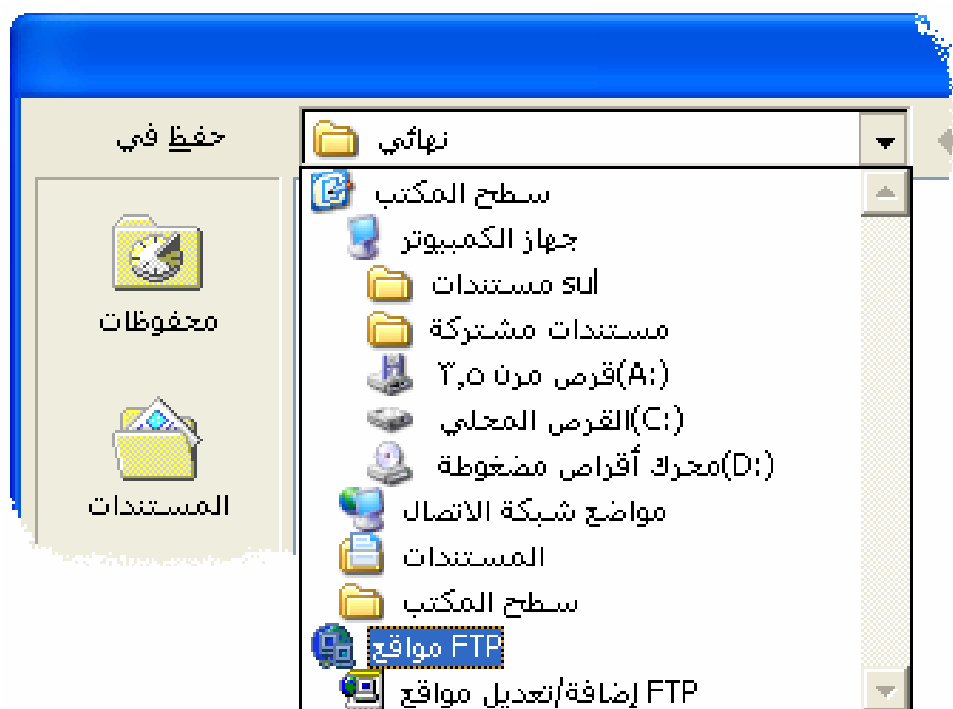 حفظ في
نهائي
سطح المكتب
جهاز الكمبيوتر
مستندات sul
مستندات مشتركة
قرص مرن ٣,٥(A:)
القرص المحلي(C:)
محرك أقراص مضغوطة(D:)
مواضع شبكة الاتصال
المستندات
سطح المكتب
مواقع FTP
إضافة/تعديل مواقع FTP
محفوظات
المستندات